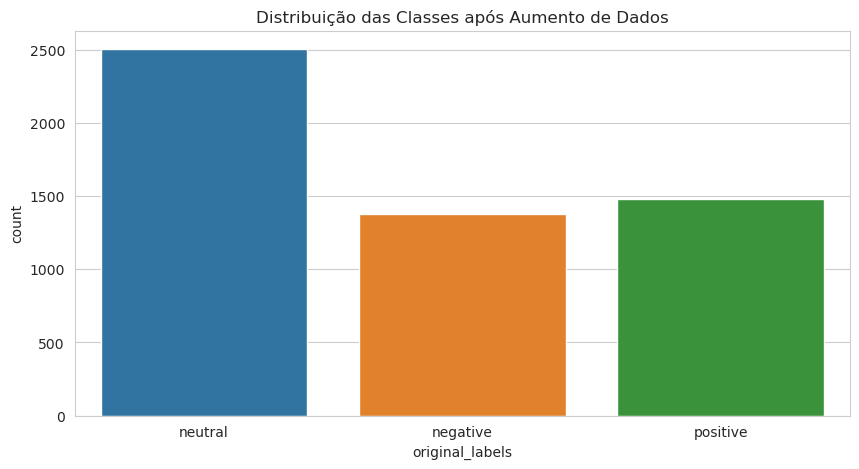 Distribuição das Classes após Aumento de Dados
2500
2000
1500
1000
500
0
count
neutral negative positive
original_labels